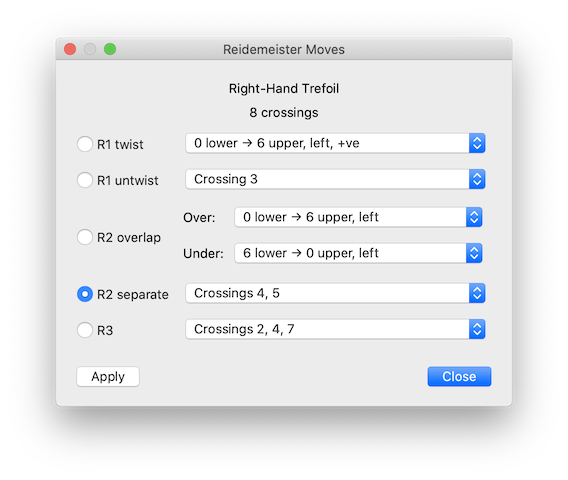 Reidemeister Moves
Right-Hand Trefoil
8 crossings
R1 twist
0 lower → 6 upper, left, +ve
R1 untwist
Crossing 3
R2 overlap
Over:
0 lower → 6 upper, left
Under:
6 lower → 0 upper, left
R2 separate
Crossings 4, 5
R3
Crossings 2, 4, 7
Apply
Close